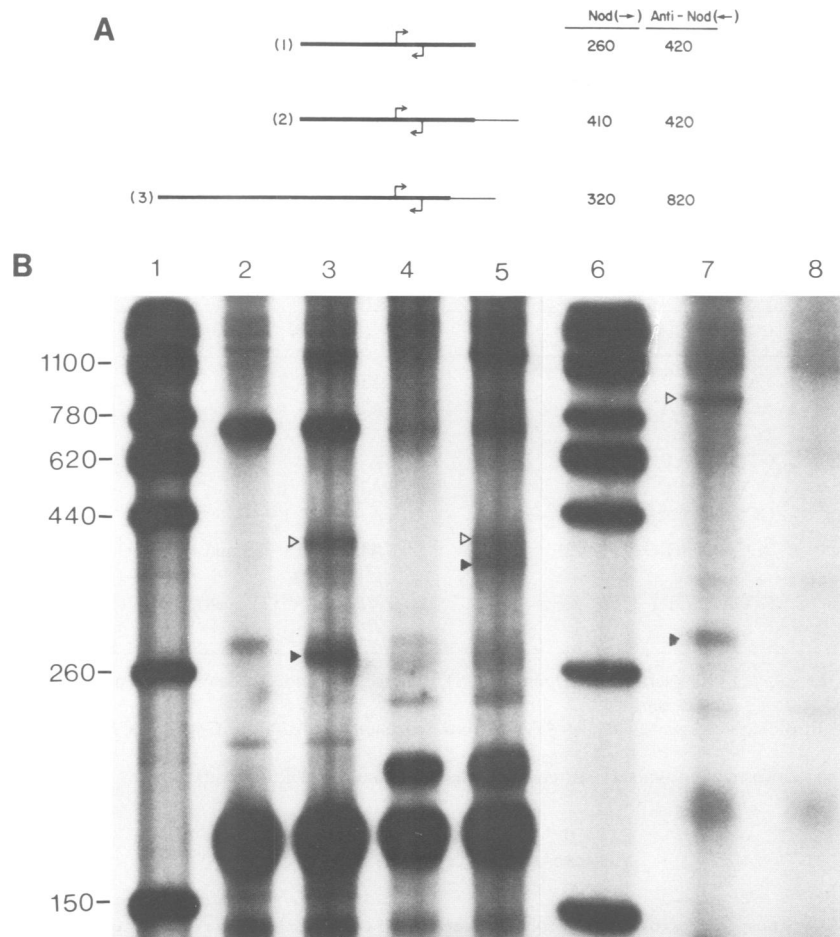 A
Nod(→) Anti-Nod(←)
(1) 260 420
(2) 410 420
(3) 320 820
B
1 2 3 4 5 6 7 8
1100-
780-
620-
440-
260-
150-